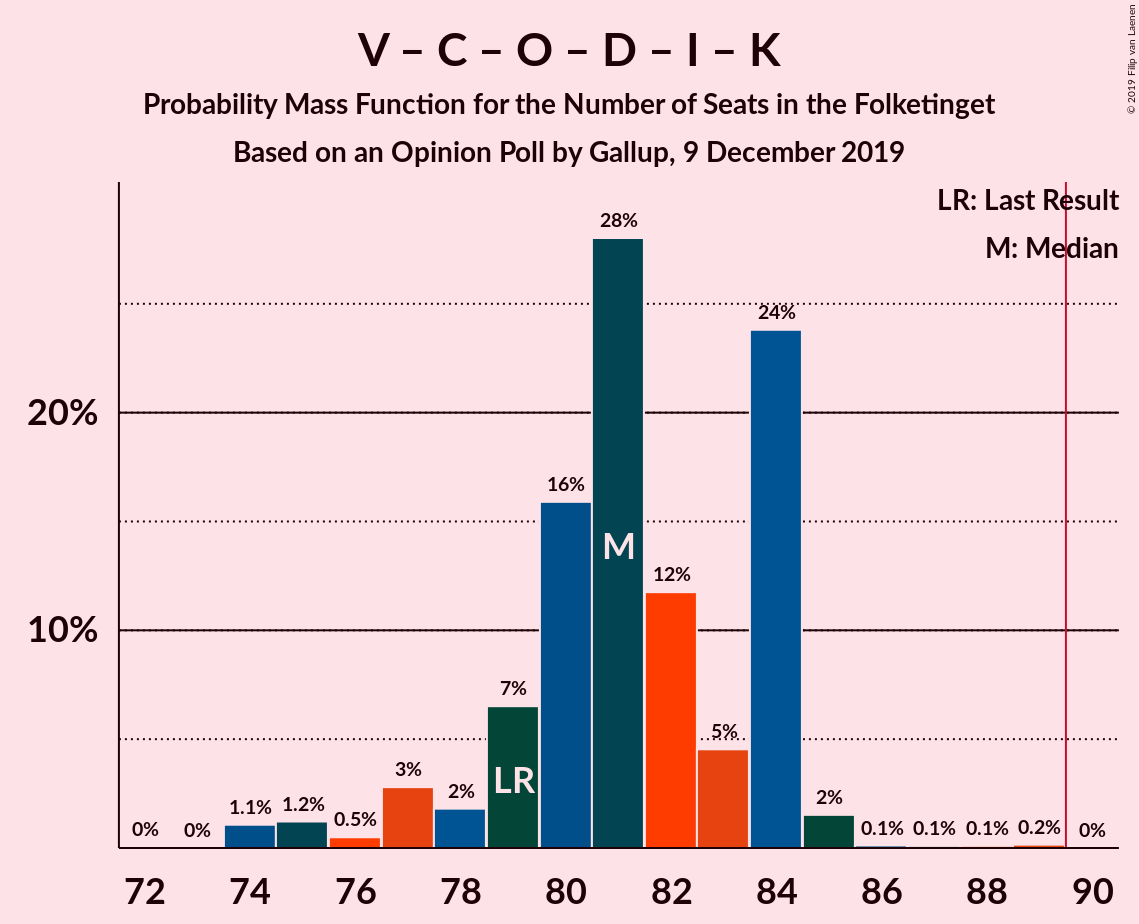 V – C – O – D – I – K
Probability Mass Function for the Number of Seats in the Folketinget
Based on an Opinion Poll by Gallup, 9 December 2019
© 2019 Filip van Laenen
LR: Last Result
M: Median
28%
24%
20%
16%
M
12%
10%
7%
5%
LR
3%
2%
2%
1.1%
1.2%
0.5%
0%
0%
0.1%
0.1%
0.1%
0.2%
0%
72 74 76 78 80 82 84 86 88 90